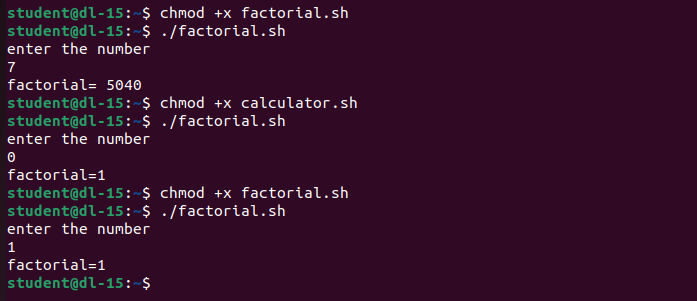 student@dl-15:~$ chmod +x factorial.sh
student@dl-15:~$ ./factorial.sh
enter the number
7
factorial= 5040
student@dl-15:~$ chmod +x calculator.sh
student@dl-15:~$ ./factorial.sh
enter the number
0
factorial=1
student@dl-15:~$ chmod +x factorial.sh
student@dl-15:~$ ./factorial.sh
enter the number
1
factorial=1
student@dl-15:~$